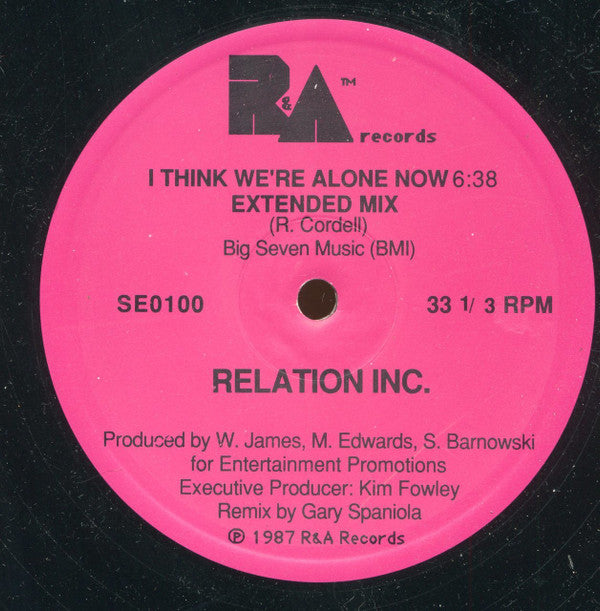 R&A™ records
I THINK WE'RE ALONE NOW 6:38
EXTENDED MIX
(R. Cordell)
Big Seven Music (BMI)
SE0100
33 1/3 RPM
RELATION INC.
Produced by W. James, M. Edwards, S. Barnowski
for Entertainment Promotions
Executive Producer: Kim Fowley
Remix by Gary Spaniola
℗ 1987 R&A Records